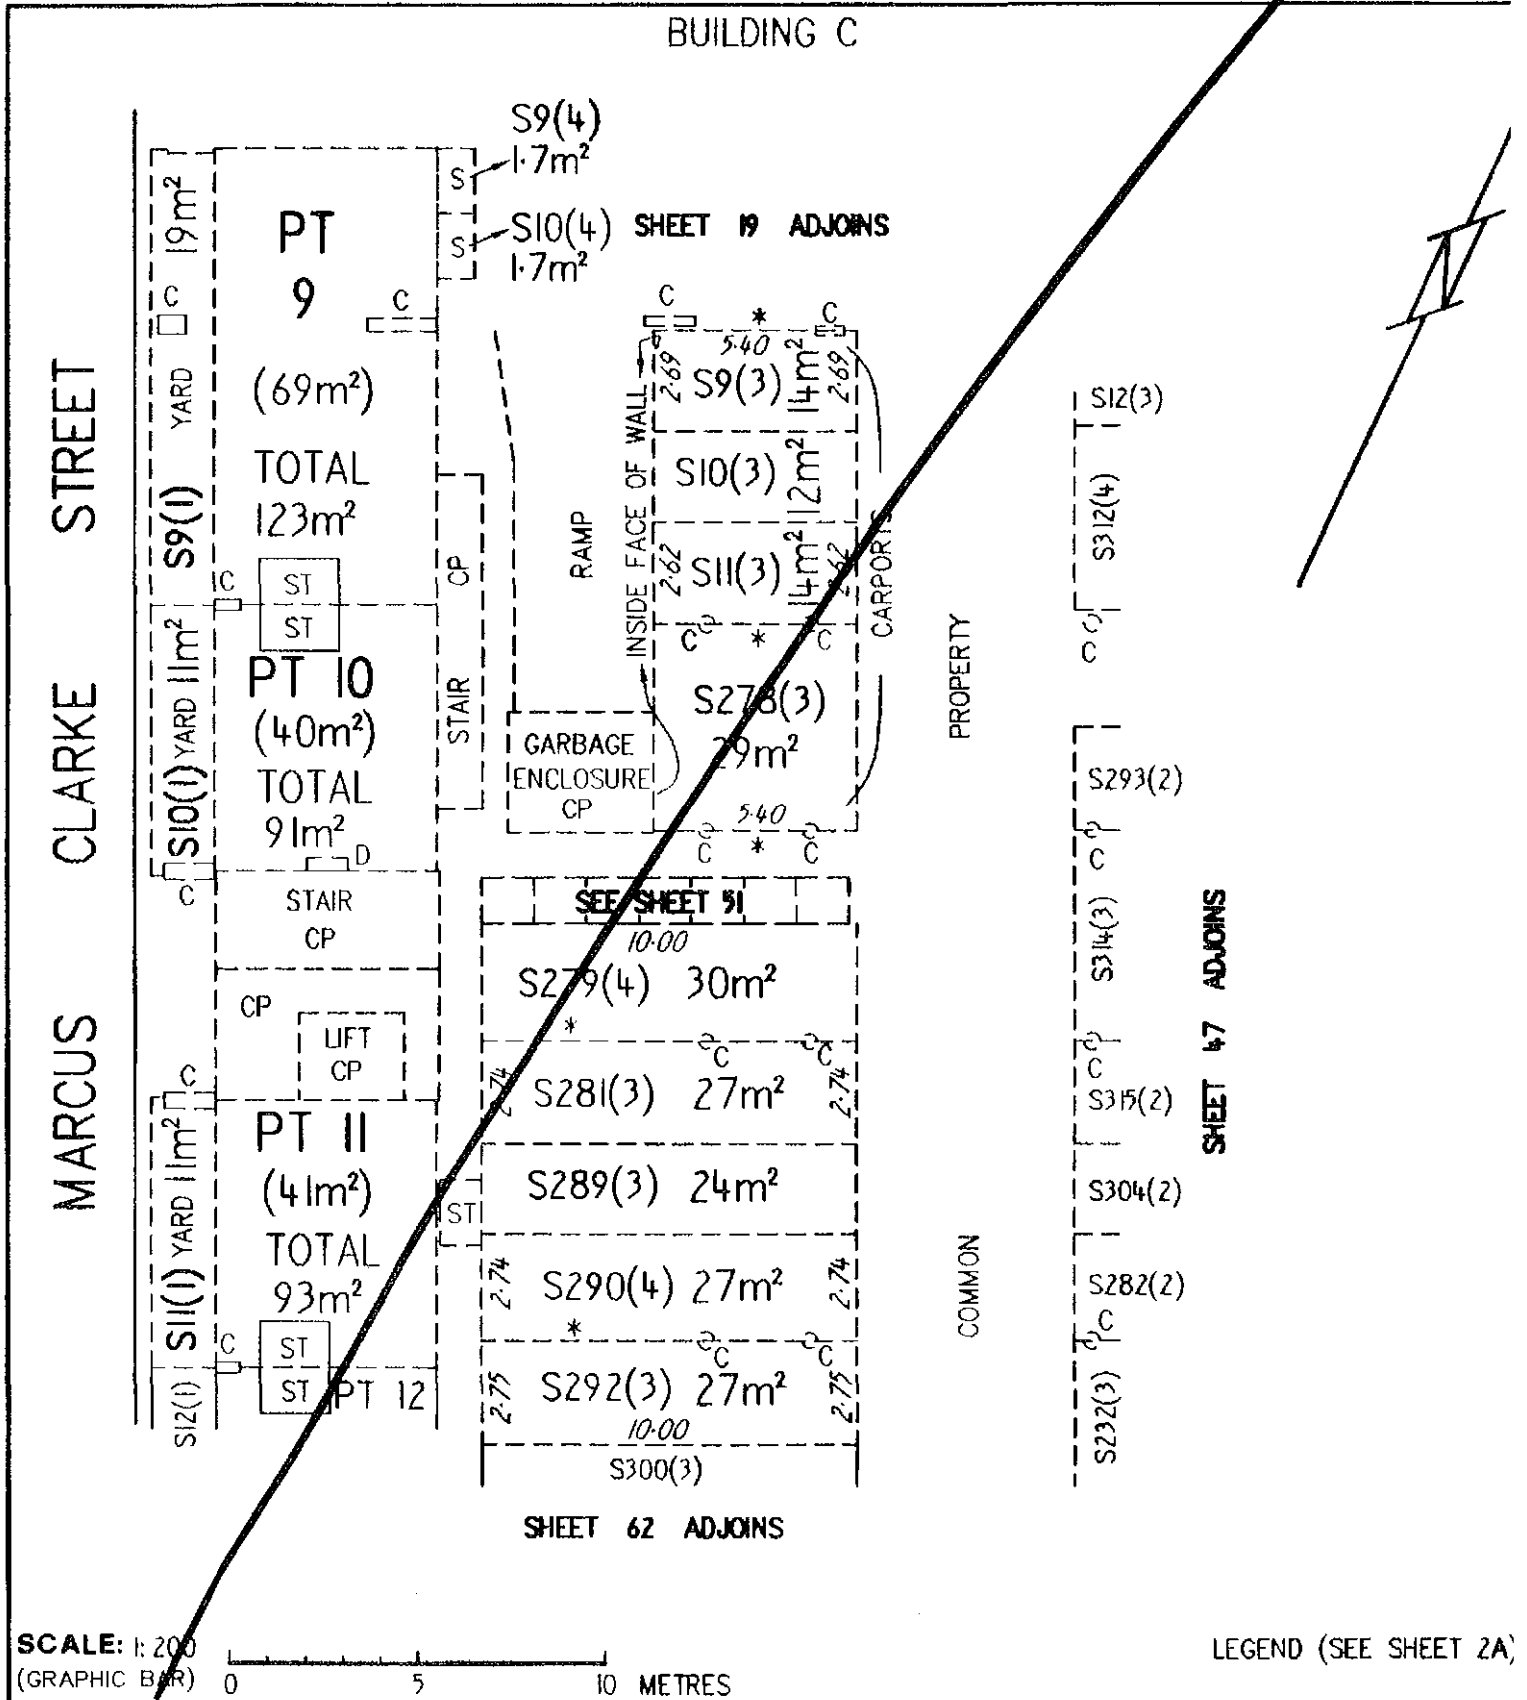 BUILDING C
S9(4)
1·7m²
S
S10(4)
1·7m²
S
SHEET 19 ADJOINS
MARCUS CLARKE STREET
S9(1) YARD 19m²
C
PT
9
C
(69m²)
TOTAL
123m²
C
ST
ST
S10(1) YARD 11m²
PT 10
(40m²)
TOTAL
91m²
D
C
STAIR CP
STAIR
CP
CP
LIFT
CP
C
S11(1) YARD 11m²
PT 11
(41m²)
TOTAL
93m²
ST
C
ST
ST
PT 12
S12(1)
RAMP
INSIDE FACE OF WALL
GARBAGE
ENCLOSURE
CP
C
*
C
5·40
2·69
S9(3) 14m²
2·69
S10(3) 12m²
2·62
S11(3) 14m²
2·62
C
*
C
S278(3)
29m²
5·40
C
*
C
CARPORTS
SEE SHEET 51
10·00
S279(4) 30m²
*
C
C
2·74
S281(3) 27m²
2·74
S289(3) 24m²
2·74
S290(4) 27m²
2·74
*
C
C
2·75
S292(3) 27m²
2·75
10·00
S300(3)
SHEET 62 ADJOINS
COMMON PROPERTY
S12(3)
S312(4)
C
S293(2)
C
S314(3)
C
S315(2)
S304(2)
S282(2)
C
S232(3)
SHEET 47 ADJOINS
N
SCALE: 1:200
(GRAPHIC BAR)
0 5 10 METRES
LEGEND (SEE SHEET 2A)